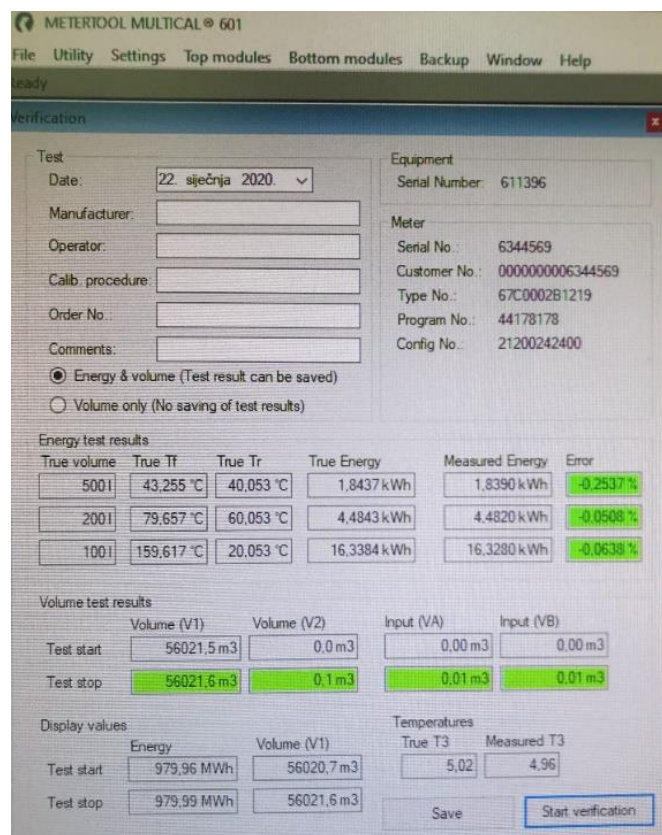 METERTOOL MULTICAL® 601
File Utility Settings Top modules Bottom modules Backup Window Help
Ready
Verification
Test
Date: 22. siječnja 2020.
Manufacturer:
Operator:
Calib. procedure:
Order No.:
Comments:
Energy & volume (Test result can be saved)
Volume only (No saving of test results)
Equipment
Serial Number: 611396
Meter
Serial No.: 6344569
Customer No.: 0000000006344569
Type No.: 67C0002B1219
Program No.: 44178178
Config No.: 21200242400
Energy test results
True volume True Tf True Tr True Energy Measured Energy Error
500 l 43,255 °C 40,053 °C 1,8437 kWh 1,8390 kWh -0,2537 %
200 l 79,657 °C 60,053 °C 4,4843 kWh 4,4820 kWh -0,0508 %
100 l 159,617 °C 20,053 °C 16,3384 kWh 16,3280 kWh -0,0638 %
Volume test results
Volume (V1) Volume (V2) Input (VA) Input (VB)
Test start 56021,5 m3 0,0 m3 0,00 m3 0,00 m3
Test stop 56021,6 m3 0,1 m3 0,01 m3 0,01 m3
Display values
Energy Volume (V1)
Test start 979,96 MWh 56020,7 m3
Test stop 979,99 MWh 56021,6 m3
Temperatures
True T3 Measured T3
5,02 4,96
Save Start verification